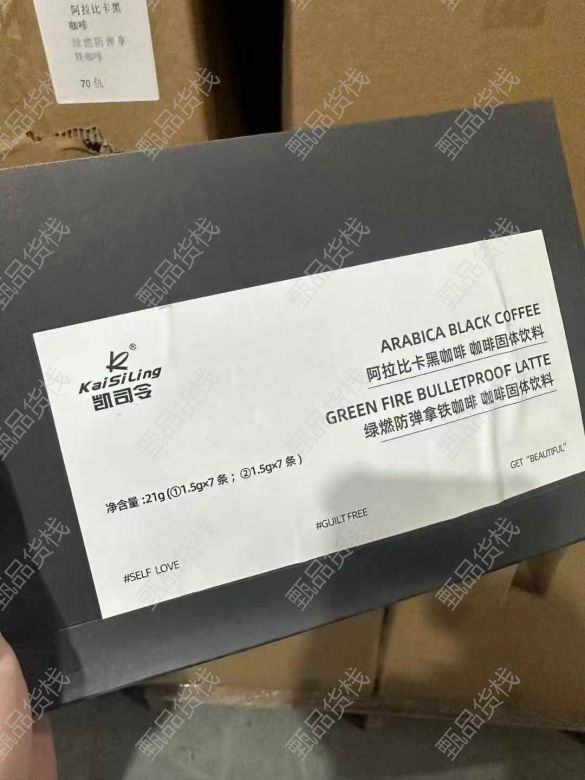 阿拉比卡黑
咖啡
绿燃防弹拿
铁咖啡
70包
®
KaiSiLing
凯司令
ARABICA BLACK COFFEE
阿拉比卡黑咖啡 咖啡固体饮料
GREEN FIRE BULLETPROOF LATTE
绿燃防弹拿铁咖啡 咖啡固体饮料
净含量:21g(①1.5g×7条；②1.5g×7条)
GET "BEAUTIFUL"
#GUILT FREE
#SELF LOVE
甄品货栈